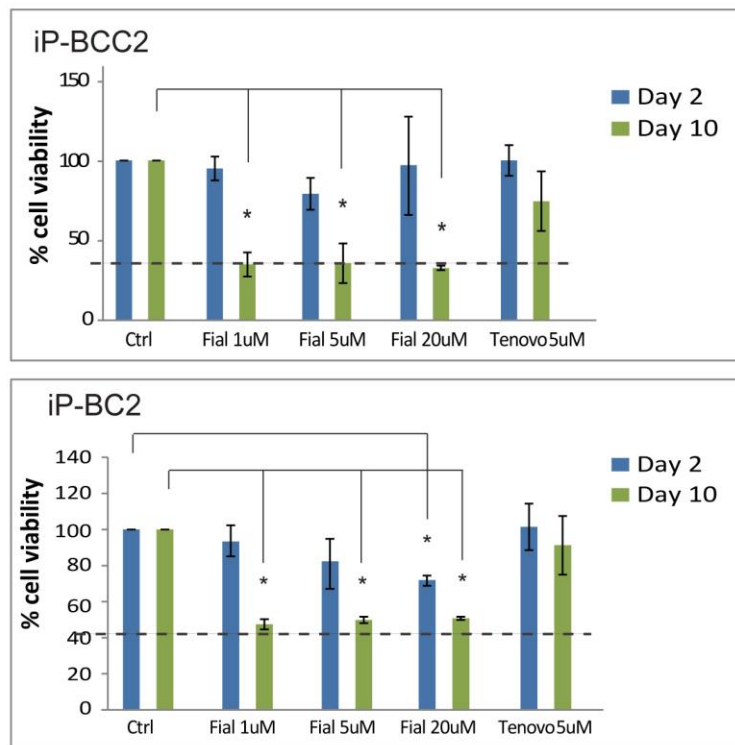 iP-BCC2
% cell viability
150
100
50
0
*
*
*
Ctrl Fial 1uM Fial 5uM Fial 20uM Tenovo5uM
Day 2
Day 10
iP-BC2
% cell viability
140
120
100
80
60
40
20
0
*
*
*
*
Ctrl Fial 1uM Fial 5uM Fial 20uM Tenovo5uM
Day 2
Day 10